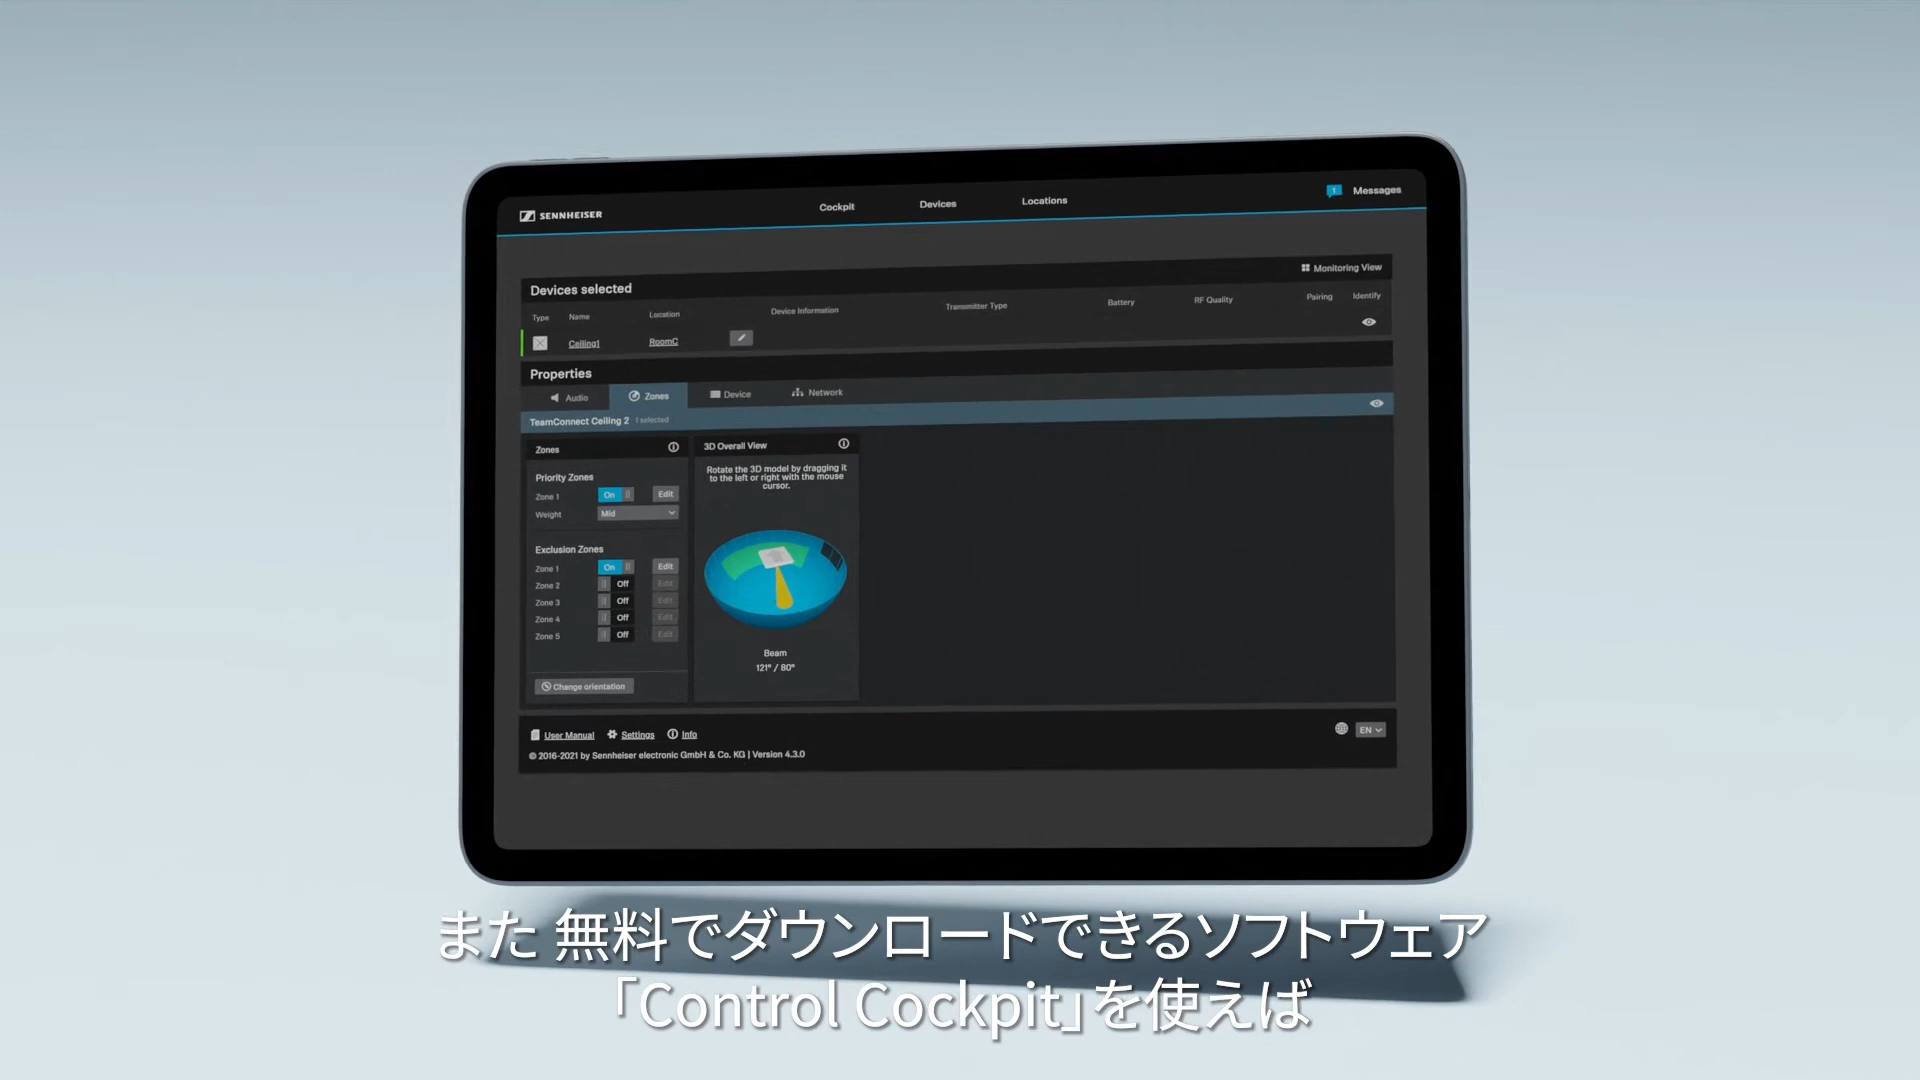 SENNHEISER
Cockpit
Devices
Locations
1
Messages
Devices selected
Monitoring View
Type Name Location Device Information Transmitter Type Battery RF Quality Pairing Identify
Ceiling1 RoomC
Properties
Audio Zones Device Network
TeamConnect Ceiling 2 1 selected
Zones
Priority Zones
Zone 1 On Edit
Weight Mid
Exclusion Zones
Zone 1 On Edit
Zone 2 Off Edit
Zone 3 Off Edit
Zone 4 Off Edit
Zone 5 Off Edit
Change orientation
3D Overall View
Rotate the 3D model by dragging it
to the left or right with the mouse
cursor.
Beam
121° / 80°
User Manual Settings Info
EN
© 2016-2021 by Sennheiser electronic GmbH & Co. KG | Version 4.3.0
また 無料でダウンロードできるソフトウェア
「Control Cockpit」を使えば